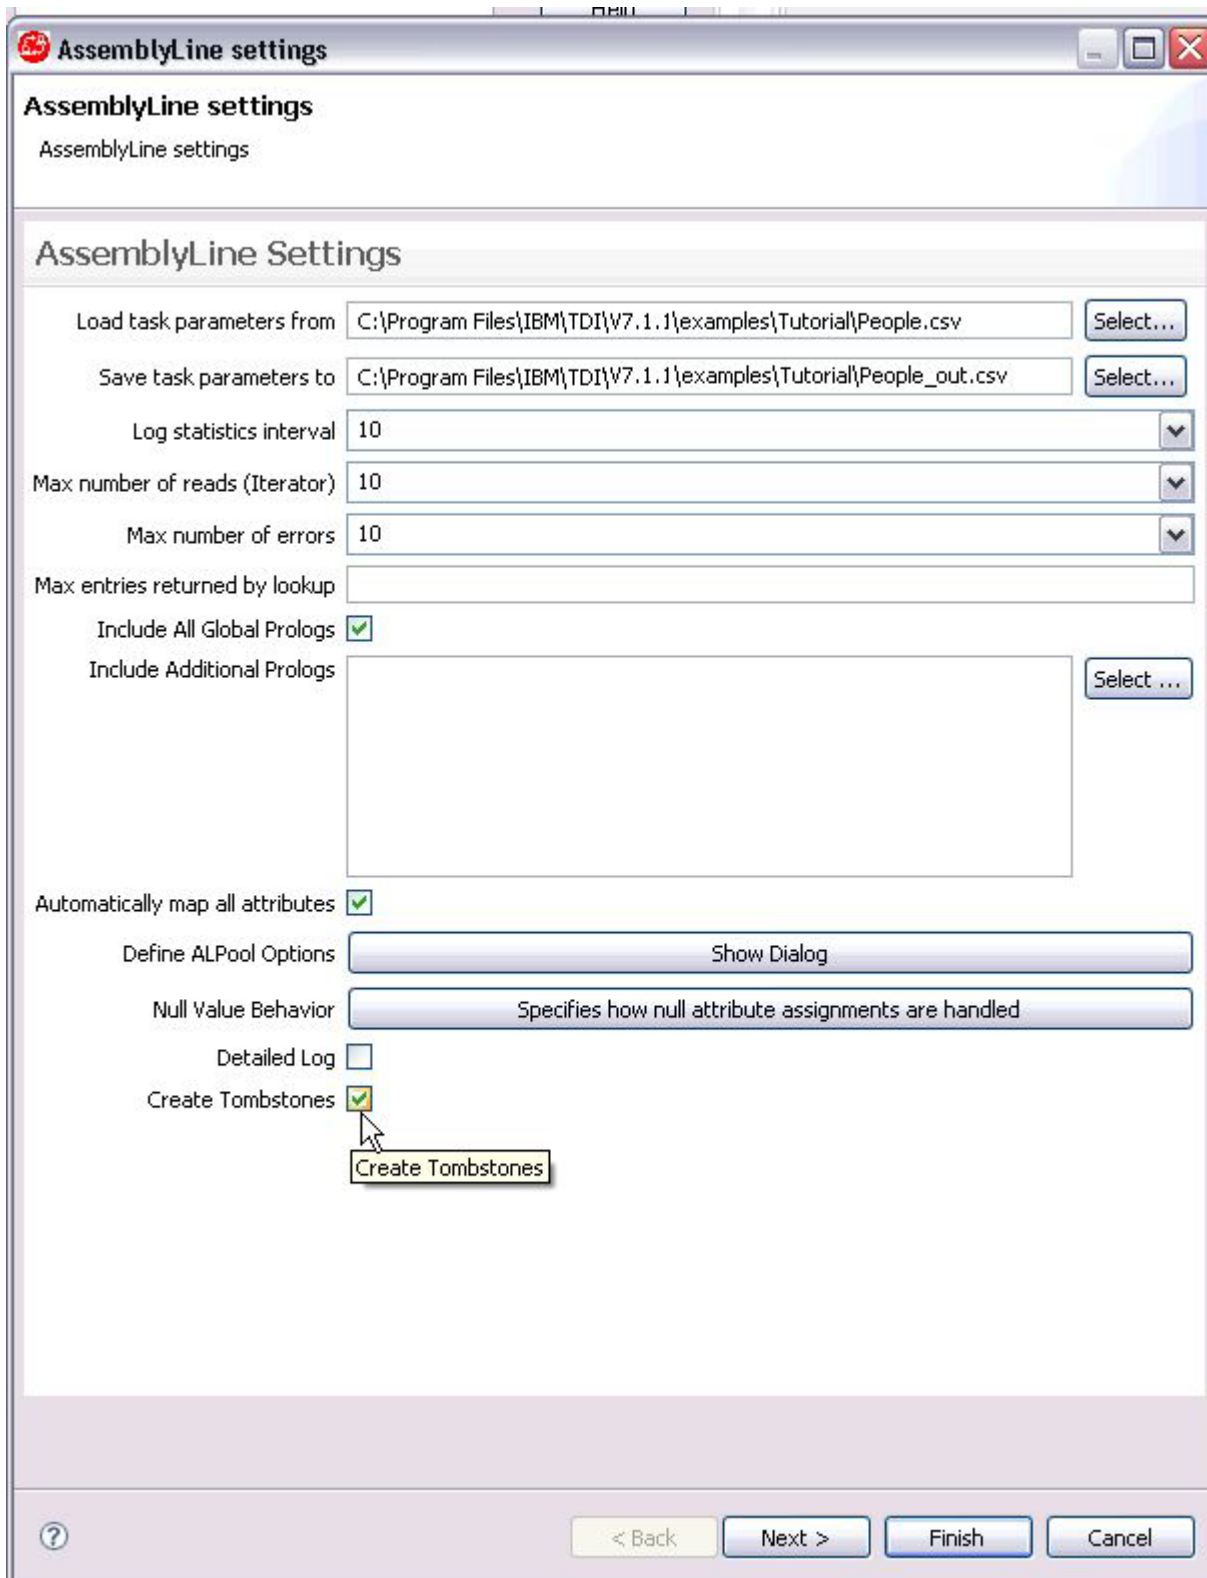 Help
AssemblyLine settings
AssemblyLine settings
AssemblyLine settings
AssemblyLine Settings
Load task parameters from C:\Program Files\IBM\TDI\V7.1.1\examples\Tutorial\People.csv Select...
Save task parameters to C:\Program Files\IBM\TDI\V7.1.1\examples\Tutorial\People_out.csv Select...
Log statistics interval 10
Max number of reads (Iterator) 10
Max number of errors 10
Max entries returned by lookup
Include All Global Prologs
Include Additional Prologs Select ...
Automatically map all attributes
Define ALPool Options Show Dialog
Null Value Behavior Specifies how null attribute assignments are handled
Detailed Log
Create Tombstones
Create Tombstones
? < Back Next > Finish Cancel